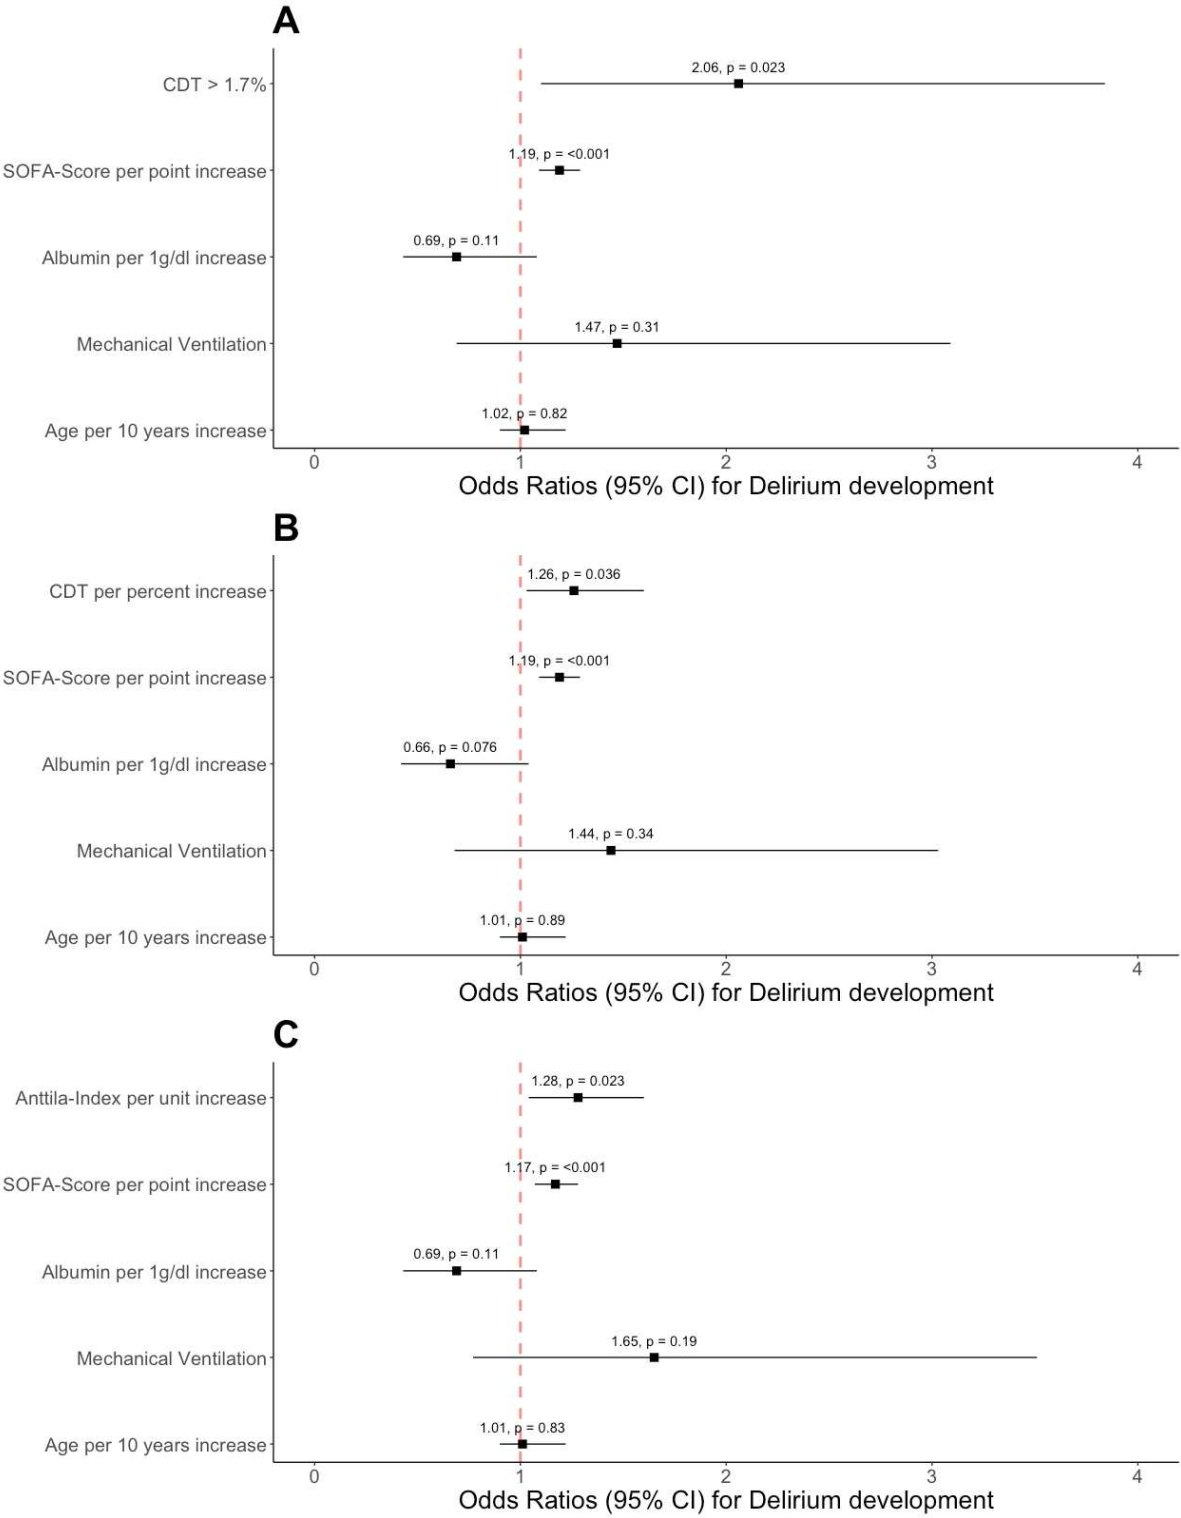 A
2.06, p = 0.023
CDT > 1.7%
1.19, p = <0.001
SOFA-Score per point increase
0.69, p = 0.11
Albumin per 1g/dl increase
1.47, p = 0.31
Mechanical Ventilation
1.02, p = 0.82
Age per 10 years increase
0 1 2 3 4
Odds Ratios (95% CI) for Delirium development
B
1.26, p = 0.036
CDT per percent increase
1.19, p = <0.001
SOFA-Score per point increase
0.66, p = 0.076
Albumin per 1g/dl increase
1.44, p = 0.34
Mechanical Ventilation
1.01, p = 0.89
Age per 10 years increase
0 1 2 3 4
Odds Ratios (95% CI) for Delirium development
C
1.28, p = 0.023
Anttila-Index per unit increase
1.17, p = <0.001
SOFA-Score per point increase
0.69, p = 0.11
Albumin per 1g/dl increase
1.65, p = 0.19
Mechanical Ventilation
1.01, p = 0.83
Age per 10 years increase
0 1 2 3 4
Odds Ratios (95% CI) for Delirium development